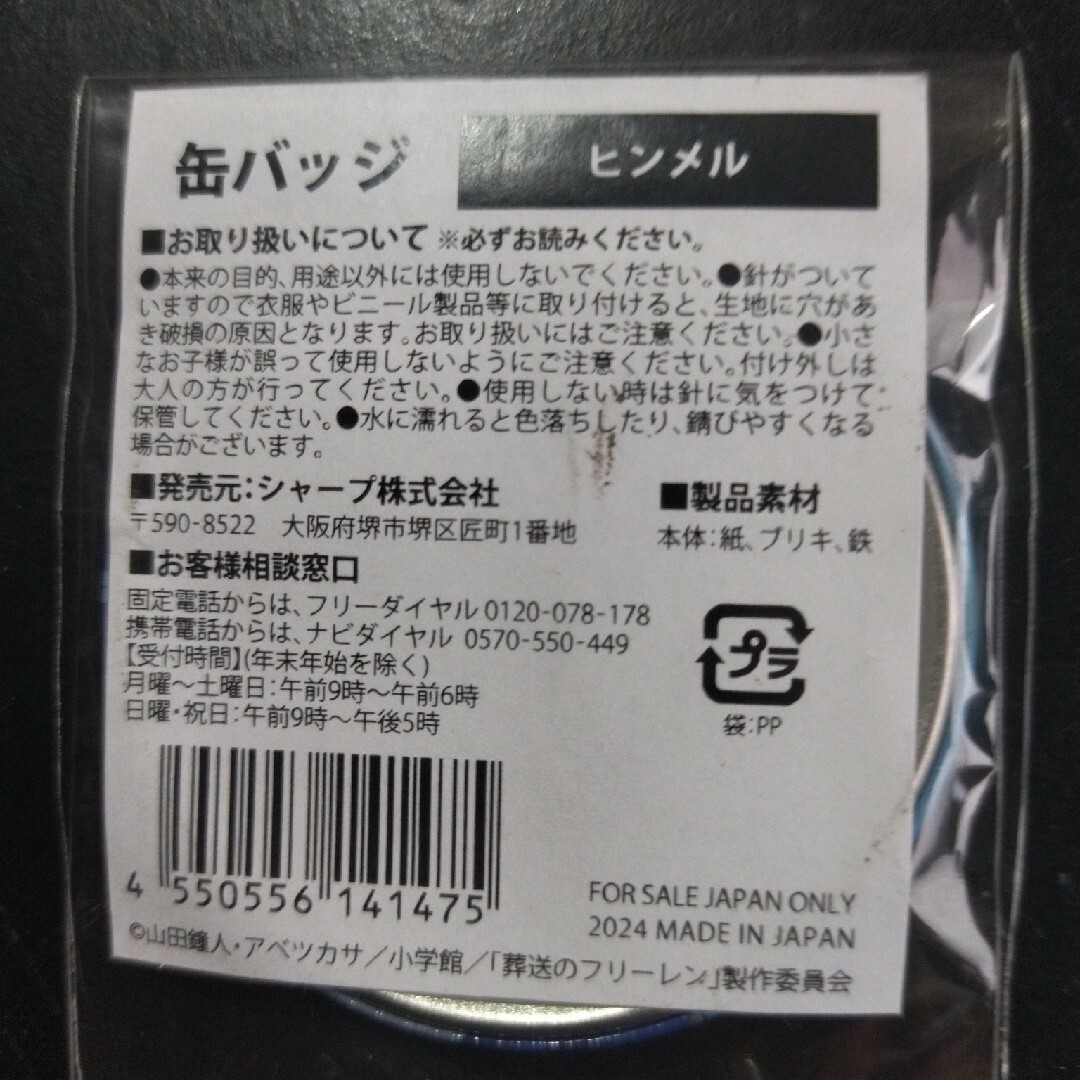 缶バッジ
ヒンメル
■お取り扱いについて ※必ずお読みください。
●本来の目的、用途以外には使用しないでください。●針がついて
いますので衣服やビニール製品等に取り付けると、生地に穴があ
き破損の原因となります。お取り扱いにはご注意ください。●小さ
なお子様が誤って使用しないようにご注意ください。付け外しは
大人の方が行ってください。●使用しない時は針に気をつけて
保管してください。●水に濡れると色落ちしたり、錆びやすくなる
場合がございます。
■発売元：シャープ株式会社
〒590-8522 大阪府堺市堺区匠町1番地
■お客様相談窓口
固定電話からは、フリーダイヤル 0120-078-178
携帯電話からは、ナビダイヤル 0570-550-449
【受付時間】(年末年始を除く)
月曜～土曜日：午前9時～午前6時
日曜・祝日：午前9時～午後5時
■製品素材
本体：紙、ブリキ、鉄
プラ
袋：PP
4 550556 141475
FOR SALE JAPAN ONLY
2024 MADE IN JAPAN
©山田鐘人・アベツカサ／小学館／「葬送のフリーレン」製作委員会